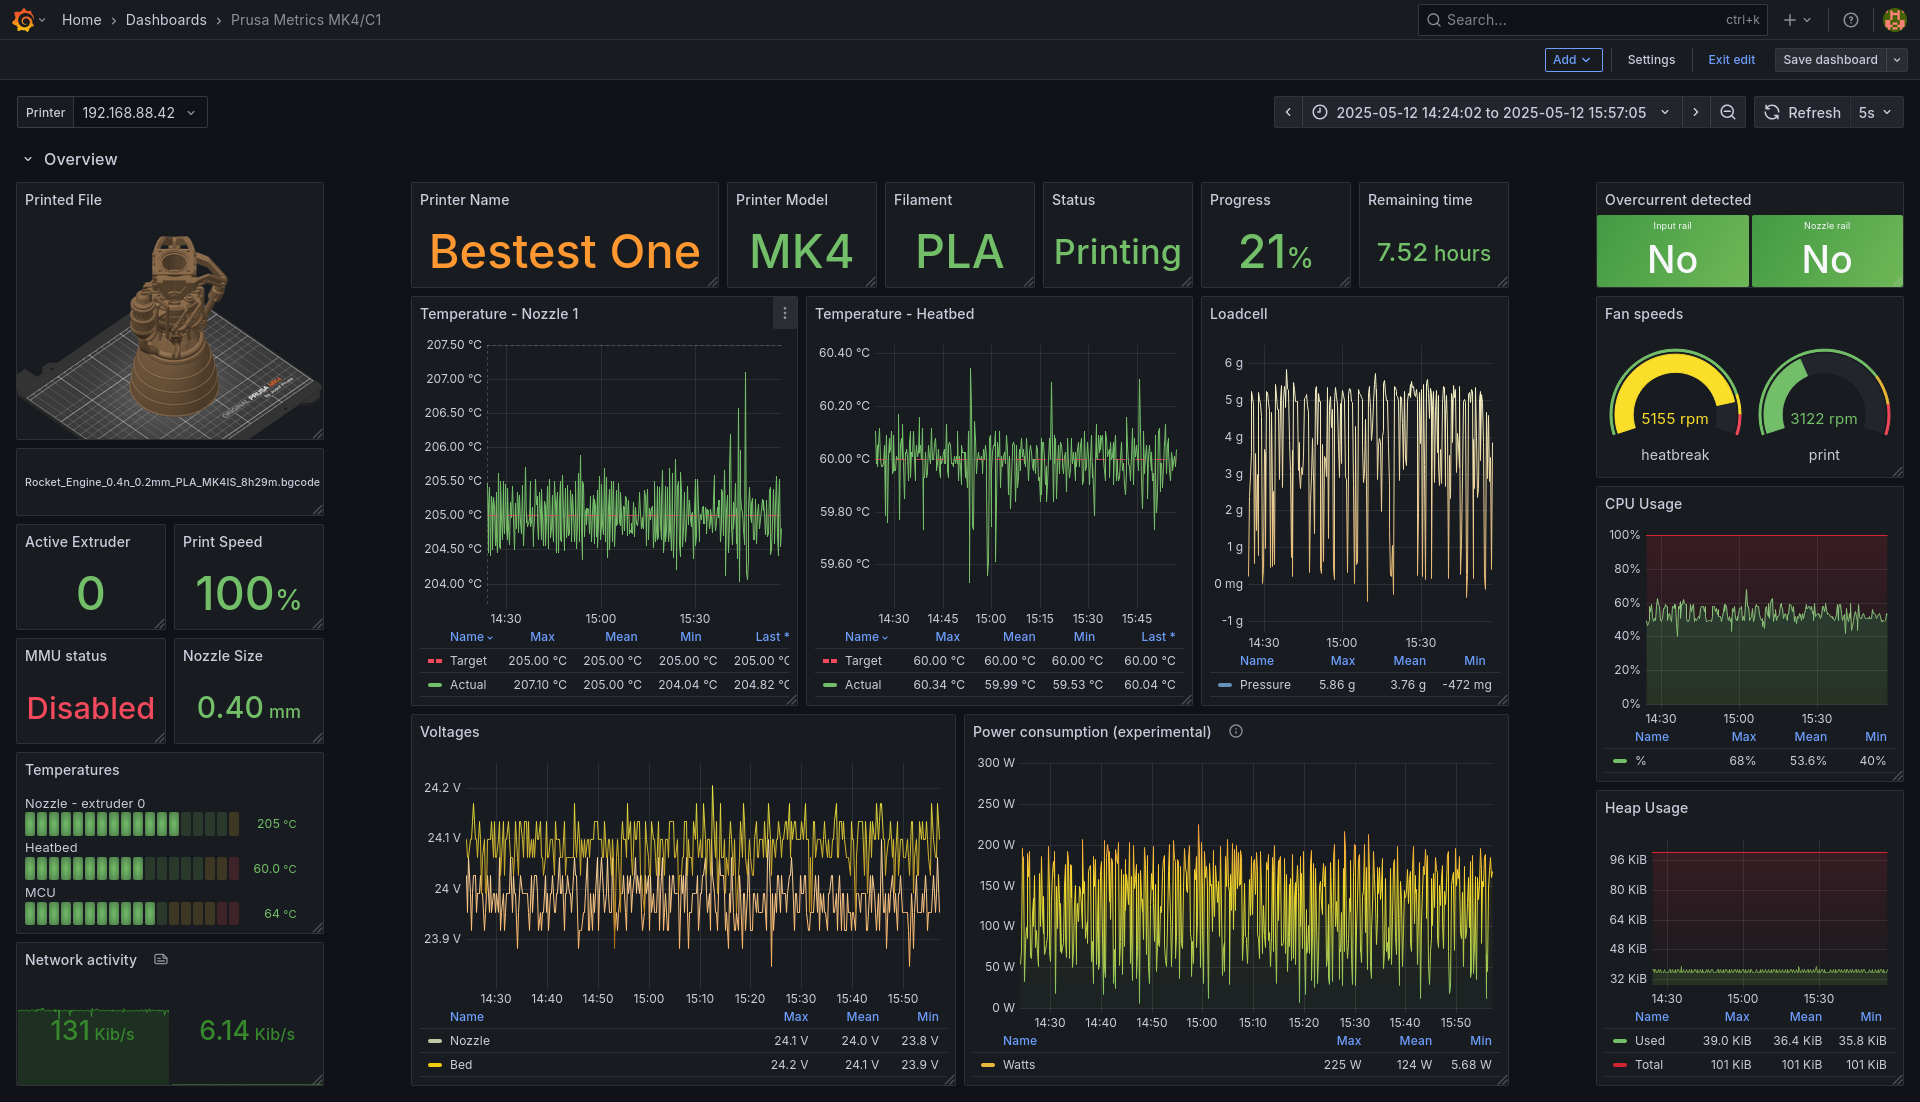 Home › Dashboards › Prusa Metrics MK4/C1
Search... ctrl+k
Add Settings Exit edit Save dashboard
Printer 192.168.88.42
2025-05-12 14:24:02 to 2025-05-12 15:57:05 Refresh 5s
Overview
Printed File
ORIGINAL PRUSA MK4
by Josef Prusa
Rocket_Engine_0.4n_0.2mm_PLA_MK4IS_8h29m.bgcode
Active Extruder
0
Print Speed
100%
MMU status
Disabled
Nozzle Size
0.40 mm
Temperatures
Nozzle - extruder 0
205 °C
Heatbed
60.0 °C
MCU
64 °C
Network activity
131 Kib/s
6.14 Kib/s
Printer Name
Bestest One
Printer Model
MK4
Filament
PLA
Status
Printing
Progress
21%
Remaining time
7.52 hours
Temperature - Nozzle 1
207.50 °C
207.00 °C
206.50 °C
206.00 °C
205.50 °C
205.00 °C
204.50 °C
204.00 °C
14:30 15:00 15:30
Name Max Mean Min Last *
Target 205.00 °C 205.00 °C 205.00 °C 205.00 °C
Actual 207.10 °C 205.00 °C 204.04 °C 204.82 °C
Temperature - Heatbed
60.40 °C
60.20 °C
60.00 °C
59.80 °C
59.60 °C
14:30 14:45 15:00 15:15 15:30 15:45
Name Max Mean Min Last *
Target 60.00 °C 60.00 °C 60.00 °C 60.00 °C
Actual 60.34 °C 59.99 °C 59.53 °C 60.04 °C
Loadcell
6 g
5 g
4 g
3 g
2 g
1 g
0 mg
-1 g
14:30 15:00 15:30
Name Max Mean Min
Pressure 5.86 g 3.76 g -472 mg
Voltages
24.2 V
24.1 V
24 V
23.9 V
14:30 14:40 14:50 15:00 15:10 15:20 15:30 15:40 15:50
Name Max Mean Min
Nozzle 24.1 V 24.0 V 23.8 V
Bed 24.2 V 24.1 V 23.9 V
Power consumption (experimental)
300 W
250 W
200 W
150 W
100 W
50 W
0 W
14:30 14:40 14:50 15:00 15:10 15:20 15:30 15:40 15:50
Name Max Mean Min
Watts 225 W 124 W 5.68 W
Overcurrent detected
Input rail
No
Nozzle rail
No
Fan speeds
5155 rpm
heatbreak
3122 rpm
print
CPU Usage
100%
80%
60%
40%
20%
0%
14:30 15:00 15:30
Name Max Mean Min
% 68% 53.6% 40%
Heap Usage
96 KiB
80 KiB
64 KiB
48 KiB
32 KiB
14:30 15:00 15:30
Name Max Mean Min
Used 39.0 KiB 36.4 KiB 35.8 KiB
Total 101 KiB 101 KiB 101 KiB